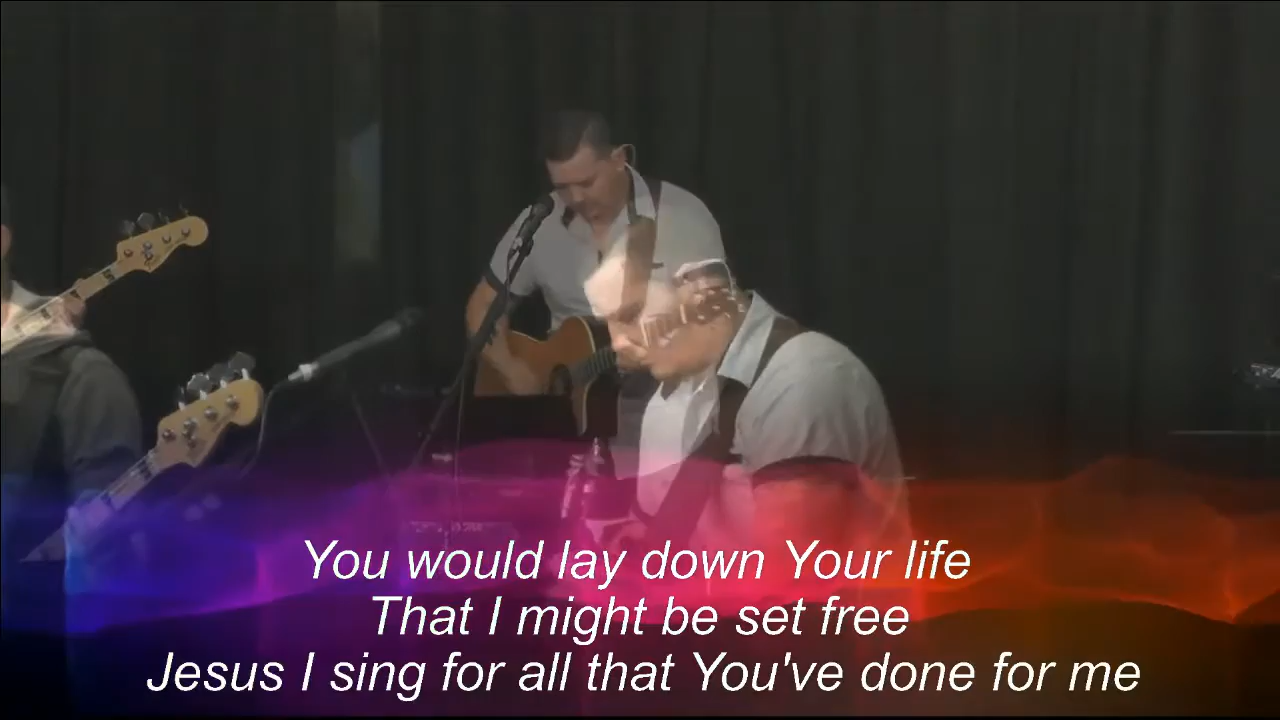 You would lay down Your life
That I might be set free
Jesus I sing for all that You've done for me